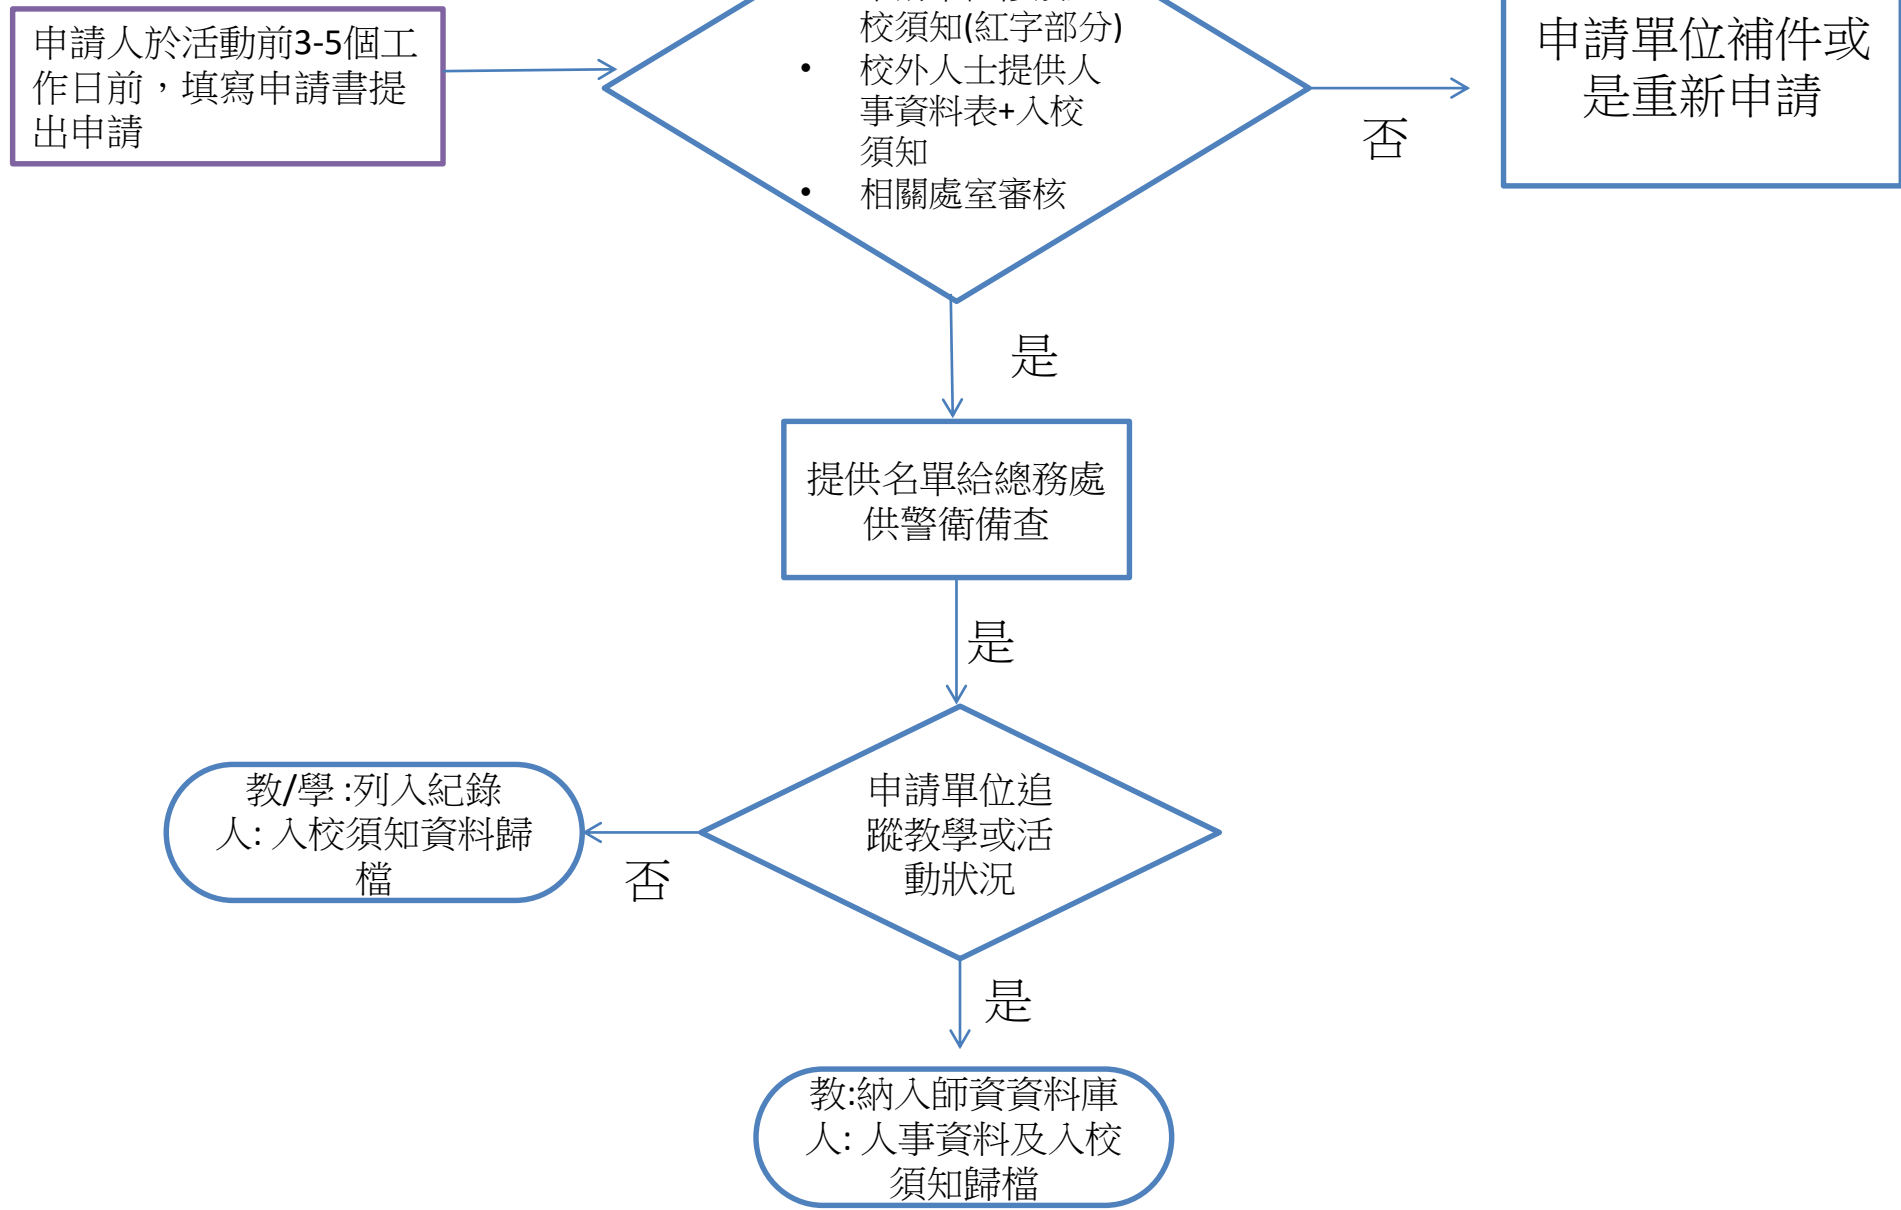 申請人於活動前3-5個工
作日前，填寫申請書提
出申請
校須知(紅字部分)
• 校外人士提供人
事資料表+入校
須知
• 相關處室審核
否
申請單位補件或
是重新申請
是
提供名單給總務處
供警衛備查
是
申請單位追
蹤教學或活
動狀況
否
教/學 :列入紀錄
人: 入校須知資料歸
檔
是
教:納入師資資料庫
人: 人事資料及入校
須知歸檔